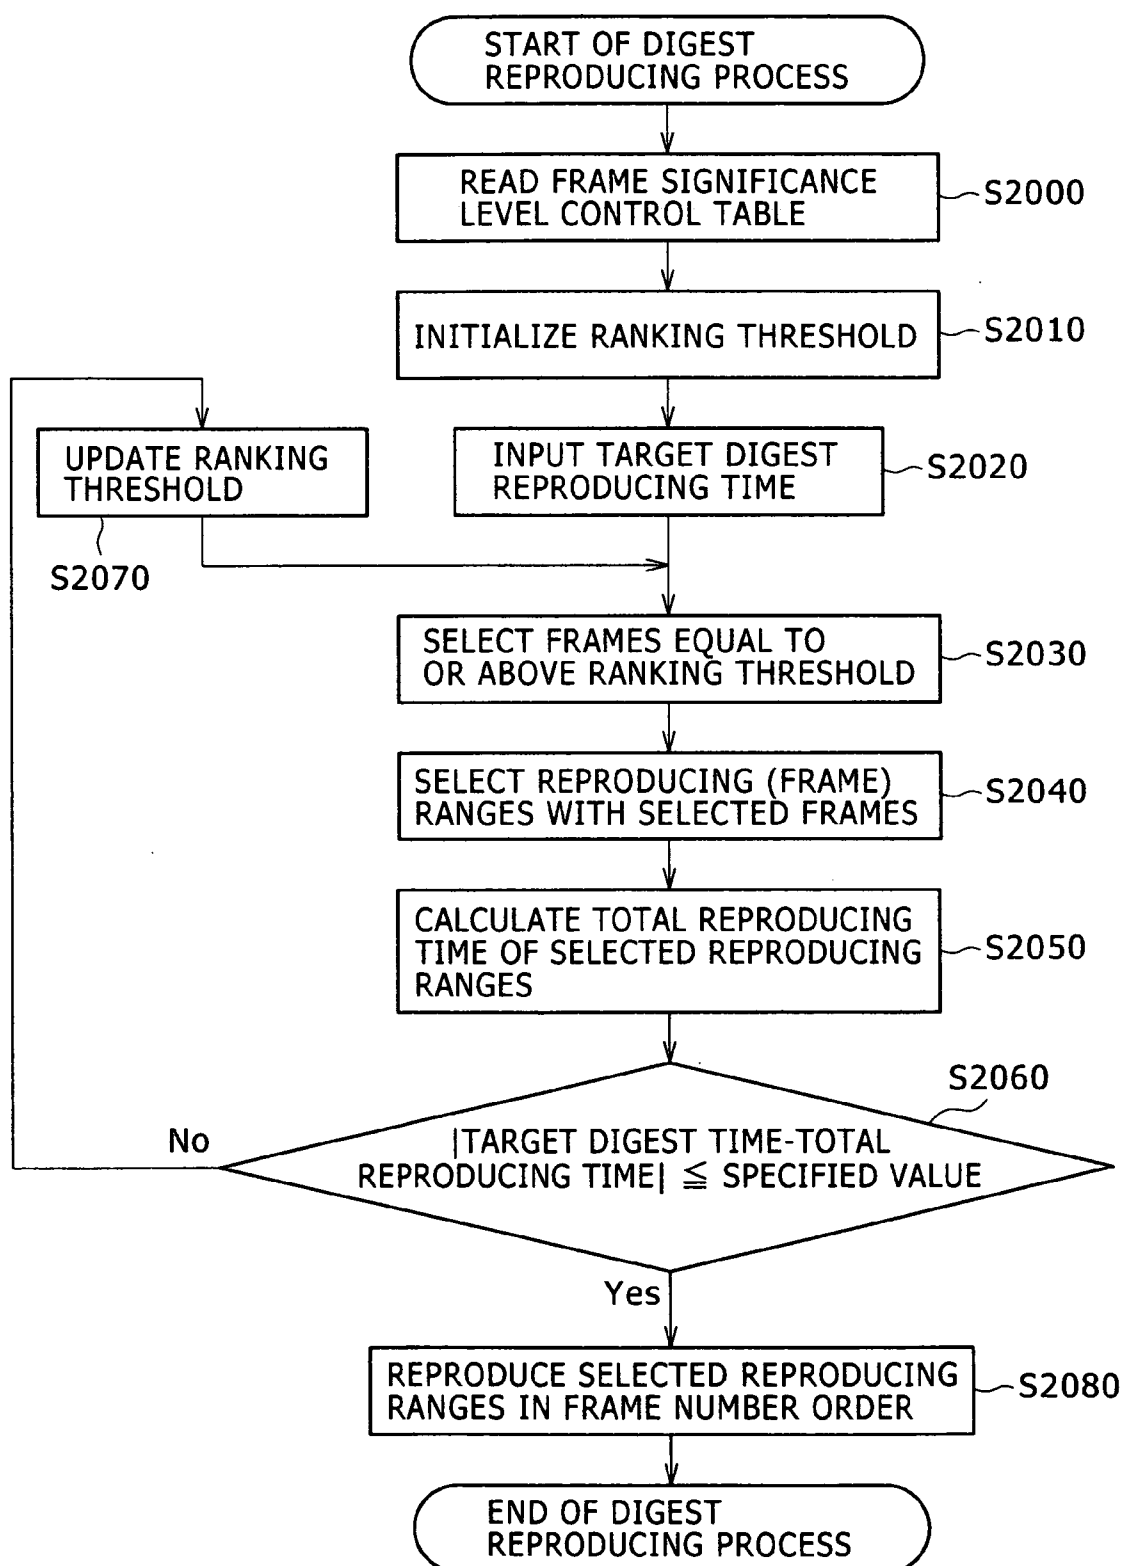 START OF DIGEST
REPRODUCING PROCESS
READ FRAME SIGNIFICANCE
LEVEL CONTROL TABLE
S2000
INITIALIZE RANKING THRESHOLD
S2010
UPDATE RANKING
THRESHOLD
S2070
INPUT TARGET DIGEST
REPRODUCING TIME
S2020
SELECT FRAMES EQUAL TO
OR ABOVE RANKING THRESHOLD
S2030
SELECT REPRODUCING (FRAME)
RANGES WITH SELECTED FRAMES
S2040
CALCULATE TOTAL REPRODUCING
TIME OF SELECTED REPRODUCING
RANGES
S2050
S2060
No
|TARGET DIGEST TIME-TOTAL
REPRODUCING TIME| ≦ SPECIFIED VALUE
Yes
REPRODUCE SELECTED REPRODUCING
RANGES IN FRAME NUMBER ORDER
S2080
END OF DIGEST
REPRODUCING PROCESS